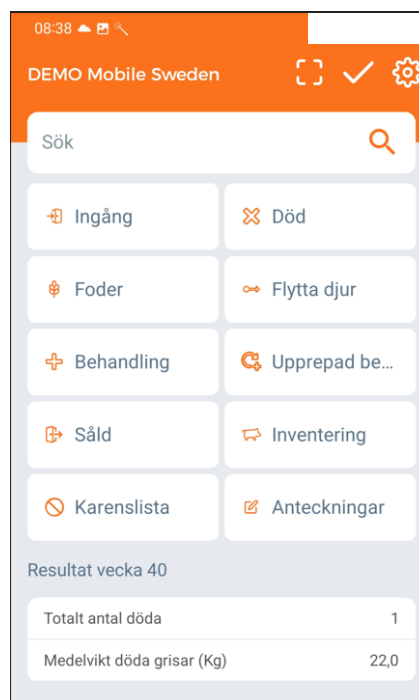 08:38
DEMO Mobile Sweden
Sök
Ingång
Död
Foder
Flytta djur
Behandling
Upprepad be...
Såld
Inventering
Karenslista
Anteckningar
Resultat vecka 40
Totalt antal döda 1
Medelvikt döda grisar (Kg) 22,0